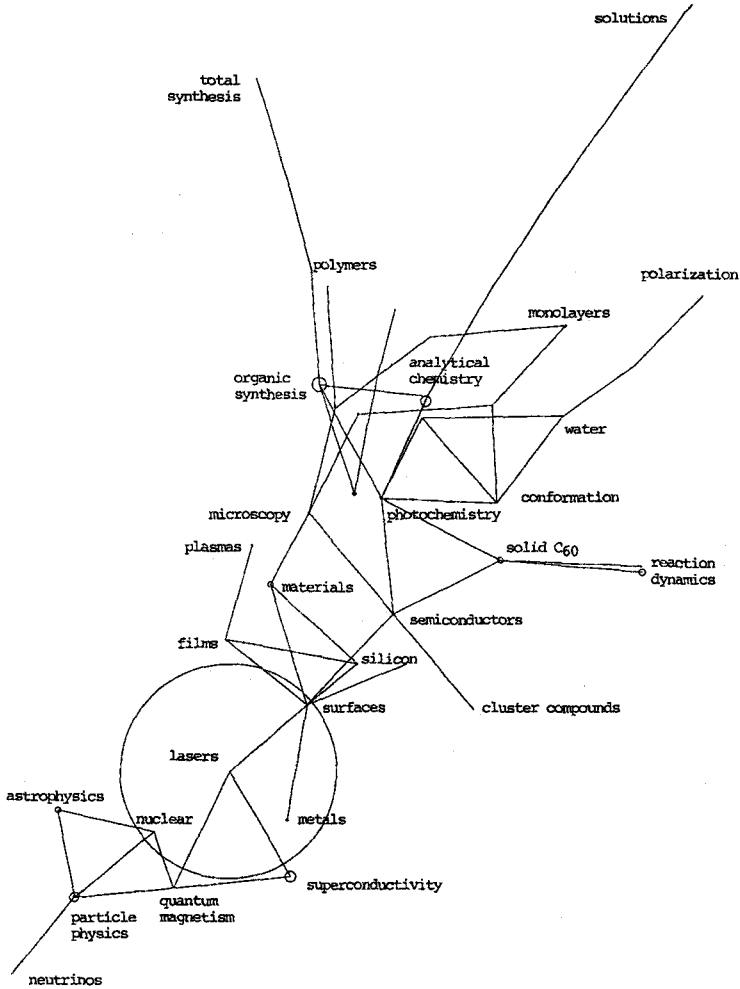 solutions
total
synthesis
polymers
polarization
monolayers
analytical
chemistry
organic
synthesis
water
conformation
microscopy
photochemistry
plasmas
solid C60
reaction
dynamics
materials
semiconductors
films
silicon
surfaces
cluster compounds
lasers
astrophysics
nuclear
metals
superconductivity
quantum
magnetism
particle
physics
neutrinos